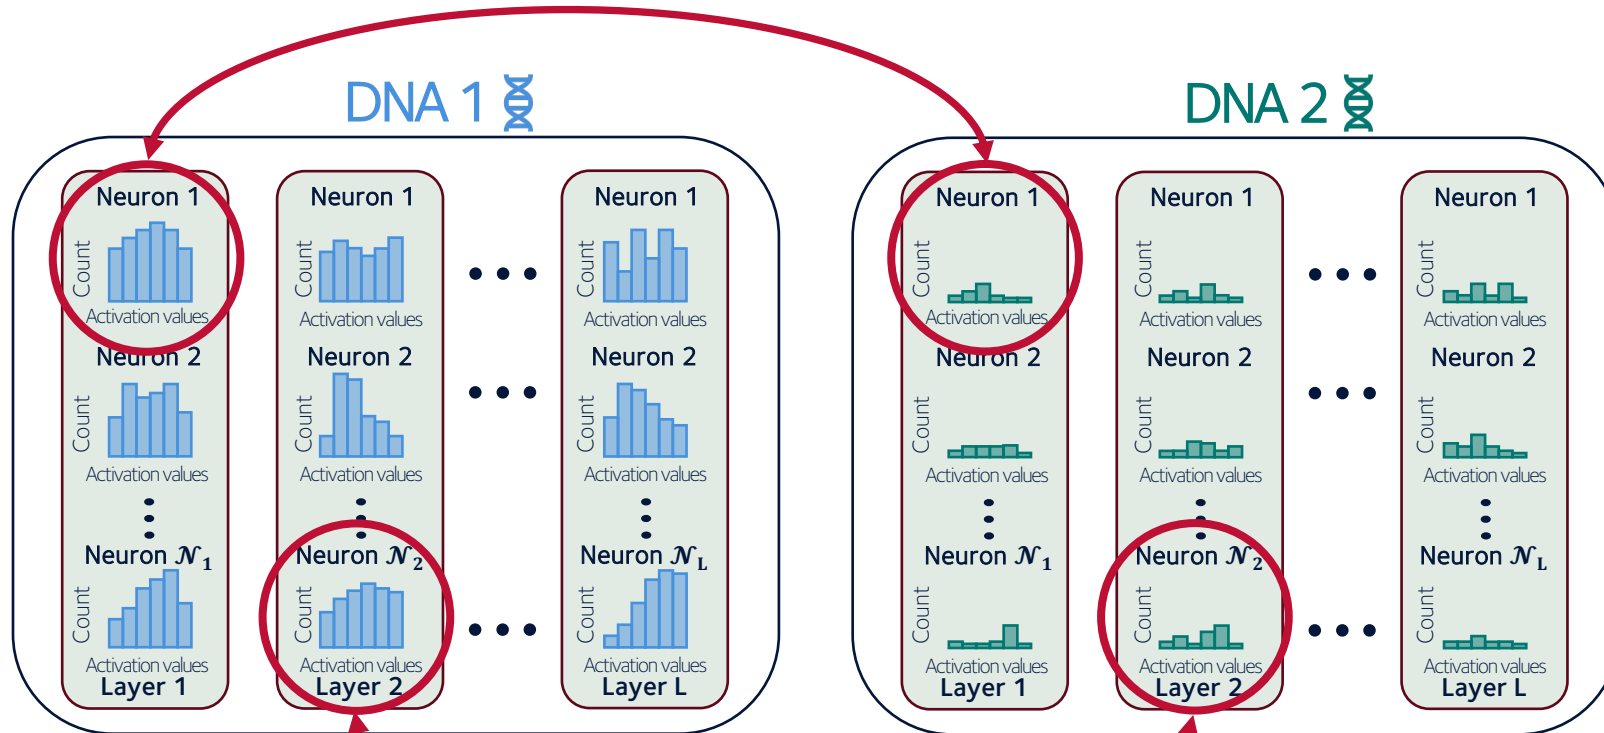 DNA 1
DNA 2
Neuron 1
Count
Activation values
Neuron 2
Count
Activation values
Neuron 𝒩1
Count
Activation values
Layer 1
Neuron 1
Count
Activation values
Neuron 2
Count
Activation values
Neuron 𝒩2
Count
Activation values
Layer 2
Neuron 1
Count
Activation values
Neuron 2
Count
Activation values
Neuron 𝒩L
Count
Activation values
Layer L
Neuron 1
Count
Activation values
Neuron 2
Count
Activation values
Neuron 𝒩1
Count
Activation values
Layer 1
Neuron 1
Count
Activation values
Neuron 2
Count
Activation values
Neuron 𝒩2
Count
Activation values
Layer 2
Neuron 1
Count
Activation values
Neuron 2
Count
Activation values
Neuron 𝒩L
Count
Activation values
Layer L